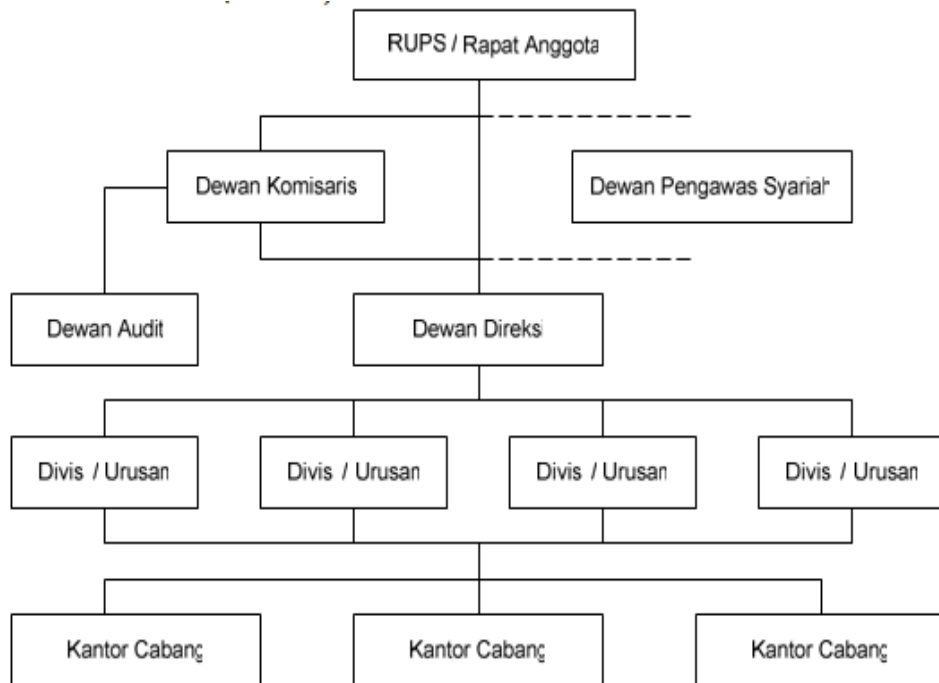 RUPS / Rapat Anggota
Dewan Komisaris
Dewan Pengawas Syariah
Dewan Audit
Dewan Direksi
Divis / Urusan
Divis / Urusan
Divis / Urusan
Divis / Urusan
Kantor Cabang
Kantor Cabang
Kantor Cabang